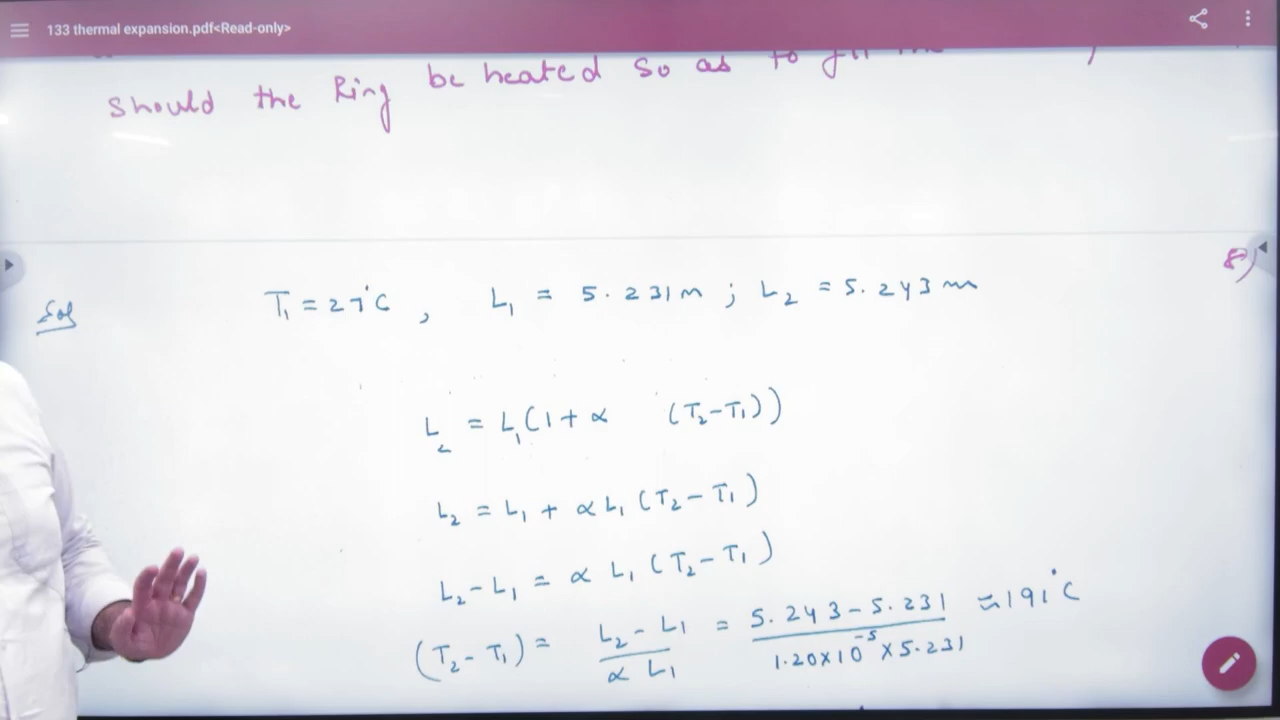 133 thermal expansion.pdf<Read-only>
should the Ring be heated so as to
8)
Sol T₁ = 27°C , L₁ = 5.231m ; L₂ = 5.243m
L₂ = L₁(1+α (T₂-T₁))
L₂ = L₁ + αL₁ (T₂-T₁)
L₂-L₁ = α L₁ (T₂-T₁)
(T₂-T₁) = L₂-L₁ / α L₁ = 5.243-5.231 / 1.20×10⁻⁵×5.231 ≈191°C